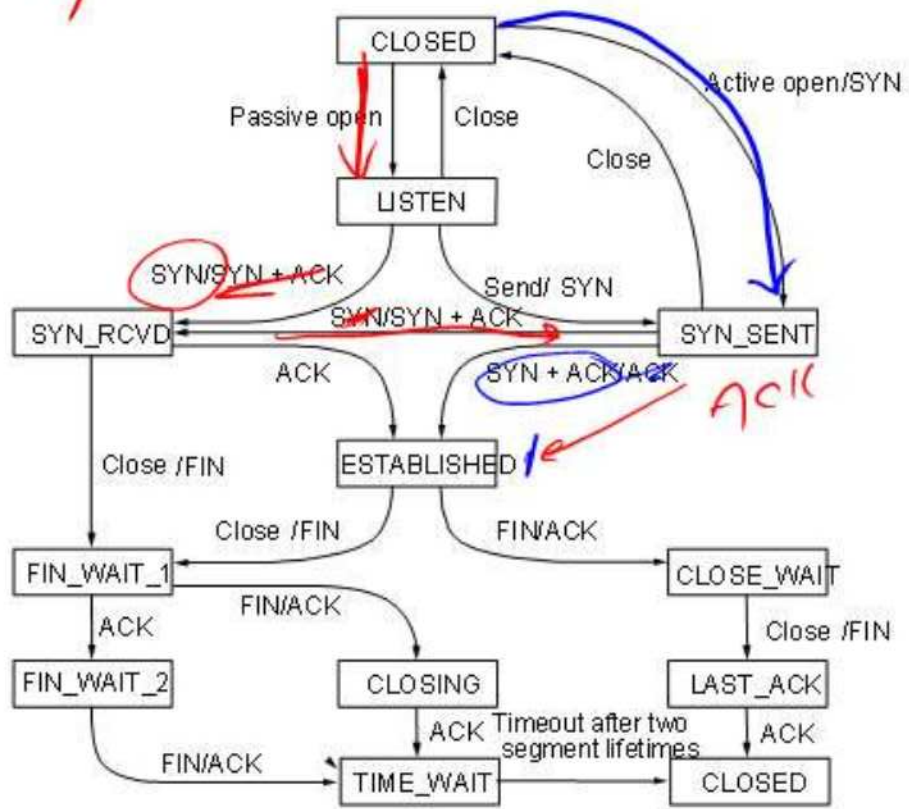 CLOSED
Active open/SYN
Passive open
Close
Close
LISTEN
SYN/SYN + ACK
Send/ SYN
SYN/SYN + ACK
SYN_RCVD
SYN_SENT
ACK
SYN + ACK/ACK
ACK
ESTABLISHED
Close /FIN
Close /FIN
FIN/ACK
FIN_WAIT_1
CLOSE_WAIT
FIN/ACK
ACK
Close /FIN
FIN_WAIT_2
CLOSING
LAST_ACK
ACK
Timeout after two
segment lifetimes
ACK
FIN/ACK
TIME_WAIT
CLOSED